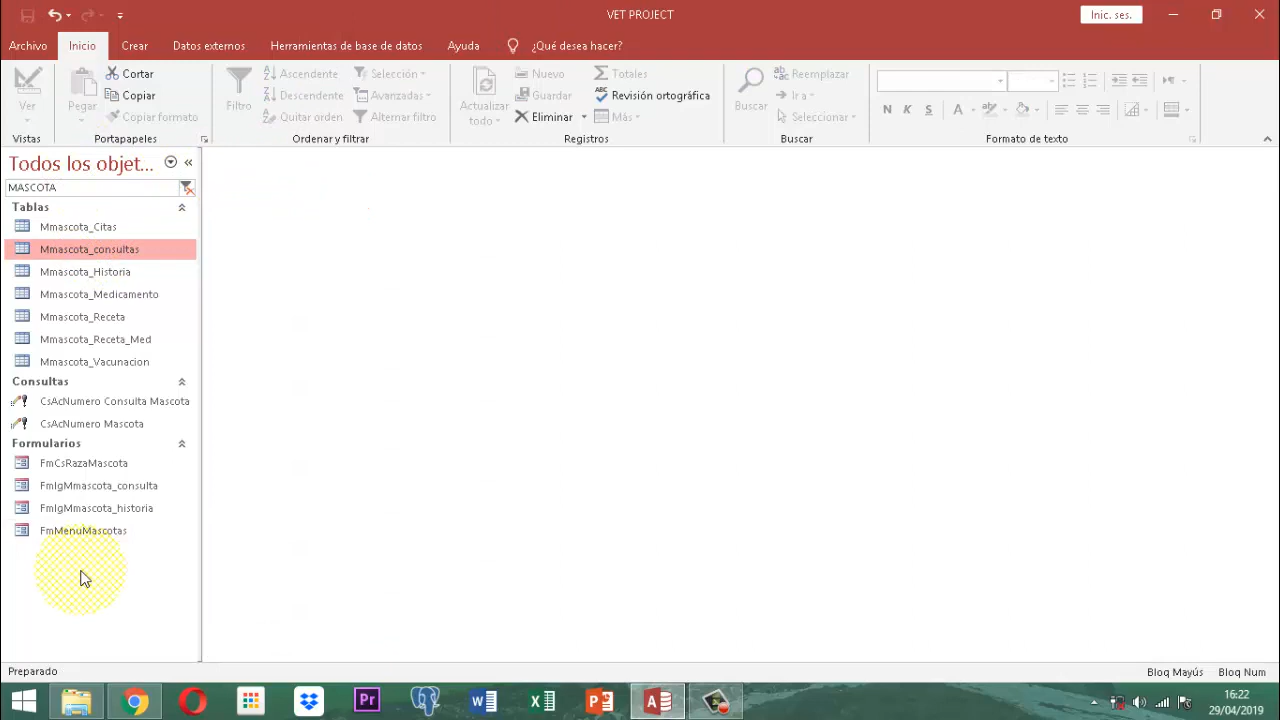 VET PROJECT
Inic. ses.
Archivo Inicio Crear Datos externos Herramientas de base de datos Ayuda ¿Qué desea hacer?
Ver
Pegar
Cortar
Copiar
Copiar formato
Filtro
Ascendente
Descendente
Quitar orden
Selección
Avanzadas
Alternar filtro
Actualizar todo
Nuevo
Guardar
Eliminar
Totales
Revisión ortográfica
Más
Buscar
Reemplazar
Ir a
Seleccionar
N K S
A
Vistas Portapapeles Ordenar y filtrar Registros Buscar Formato de texto
Todos los objet...
MASCOTA
Tablas
Mmascota_Citas
Mmascota_consultas
Mmascota_Historia
Mmascota_Medicamento
Mmascota_Receta
Mmascota_Receta_Med
Mmascota_Vacunacion
Consultas
CsAcNumero Consulta Mascota
CsAcNumero Mascota
Formularios
FmCsRazaMascota
FmIgMmascota_consulta
FmIgMmascota_historia
FmMenuMascotas
Preparado
Bloq Mayús Bloq Num
16:22
29/04/2019